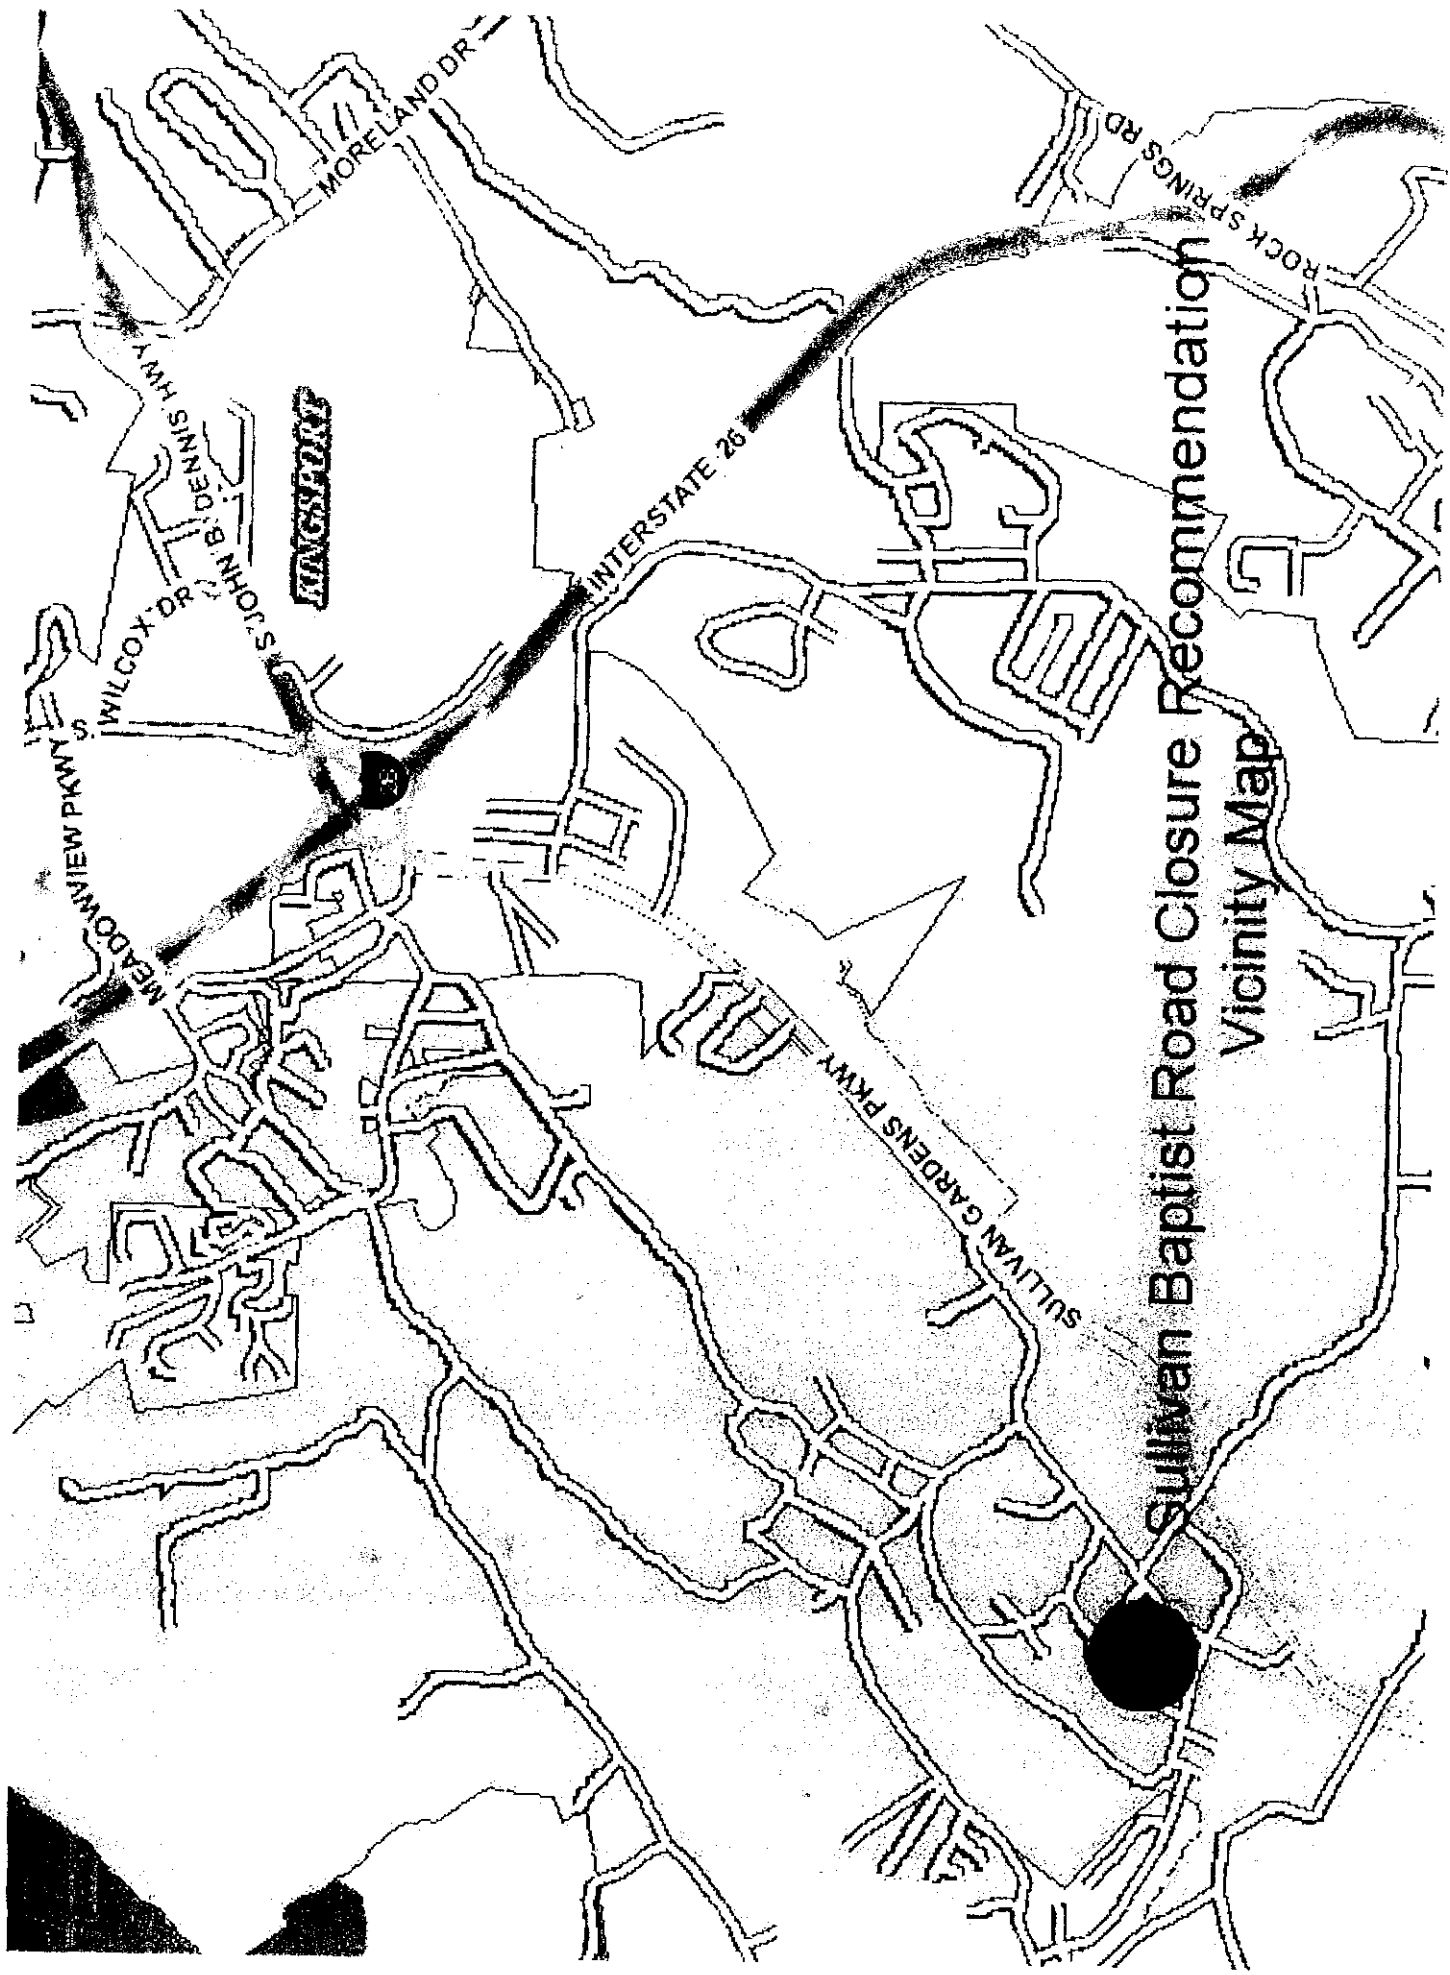 MORELAND DR
ROCK SPRINGS RD
S JOHN B. DENNIS HWY
KINGSPORT
INTERSTATE 26
WILCOX DR
S
MEADOWVIEW PKWY
SULLIVAN GARDENS PKWY
Sullivan Baptist Road Closure Recommendation
Vicinity Map